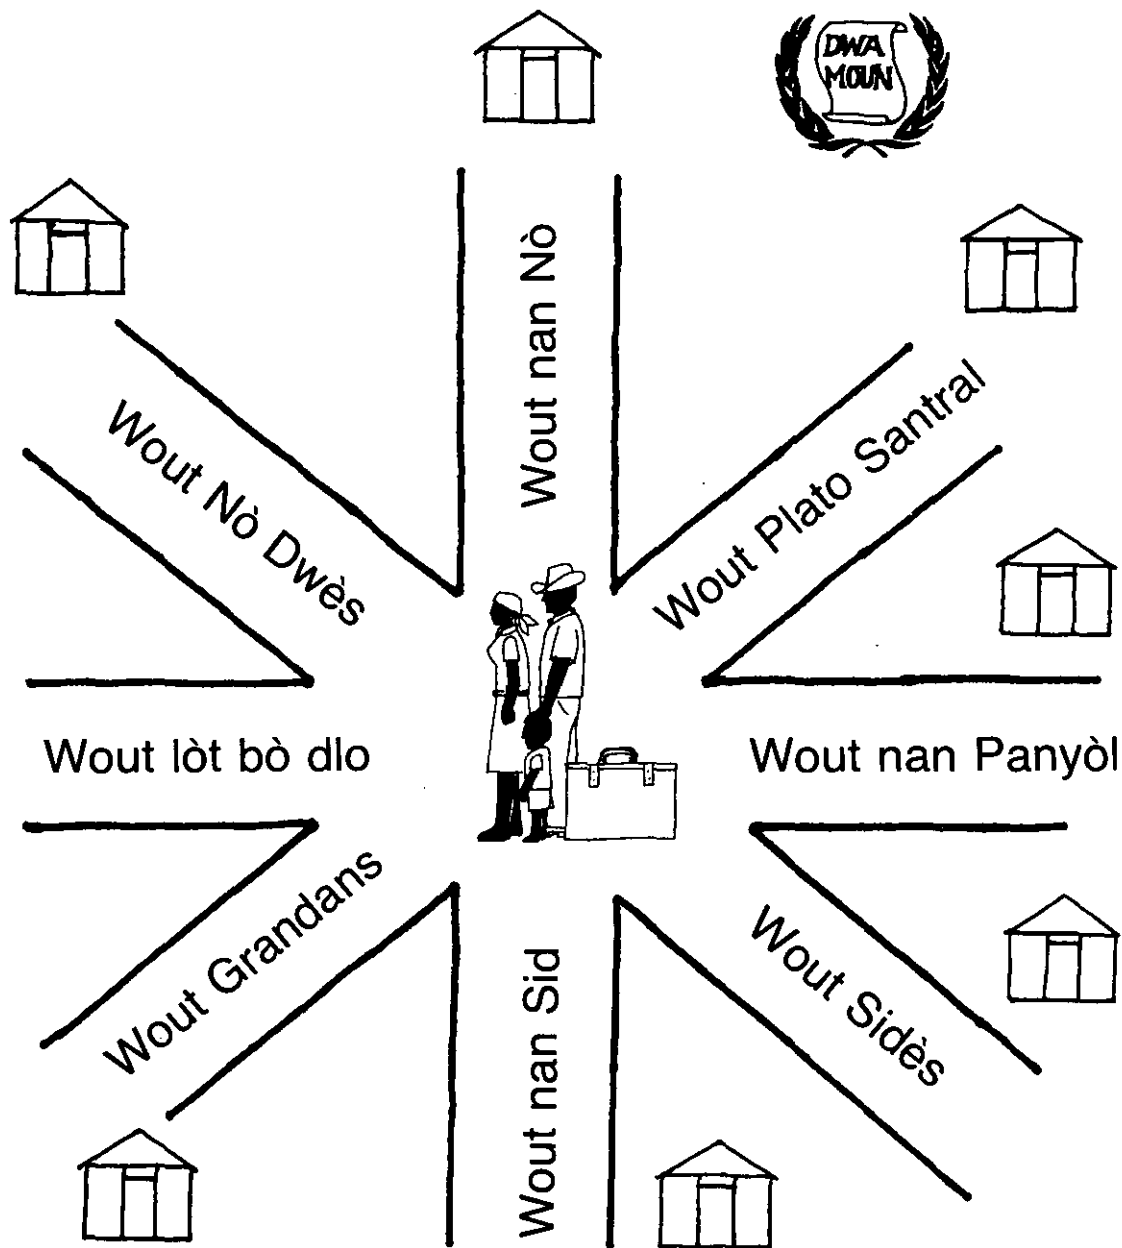 DWA
MOUN
Wout nan Nò
Wout Nò Dwès
Wout Plato Santral
Wout lòt bò dlo
Wout nan Panyòl
Wout Grandans
Wout nan Sid
Wout Sidès